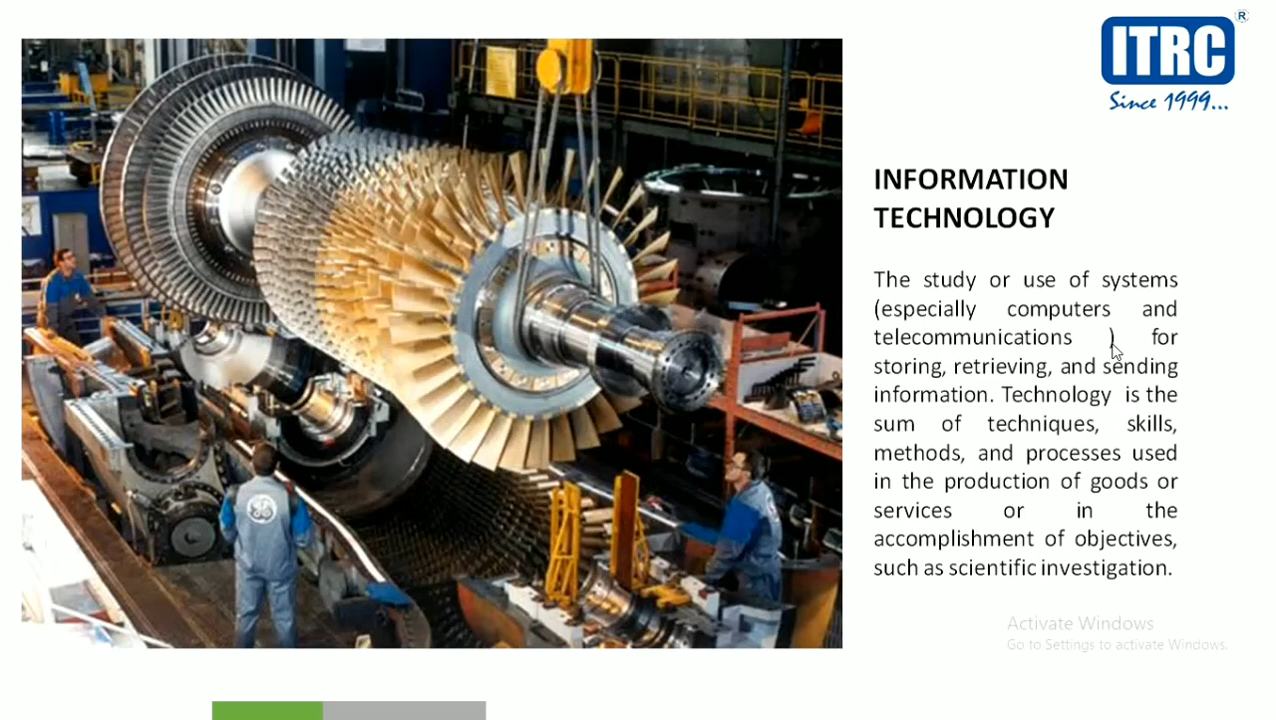 ITRC
®
Since 1999...
INFORMATION
TECHNOLOGY
The study or use of systems
(especially computers and
telecommunications ) for
storing, retrieving, and sending
information. Technology is the
sum of techniques, skills,
methods, and processes used
in the production of goods or
services or in the
accomplishment of objectives,
such as scientific investigation.
Activate Windows
Go to Settings to activate Windows.